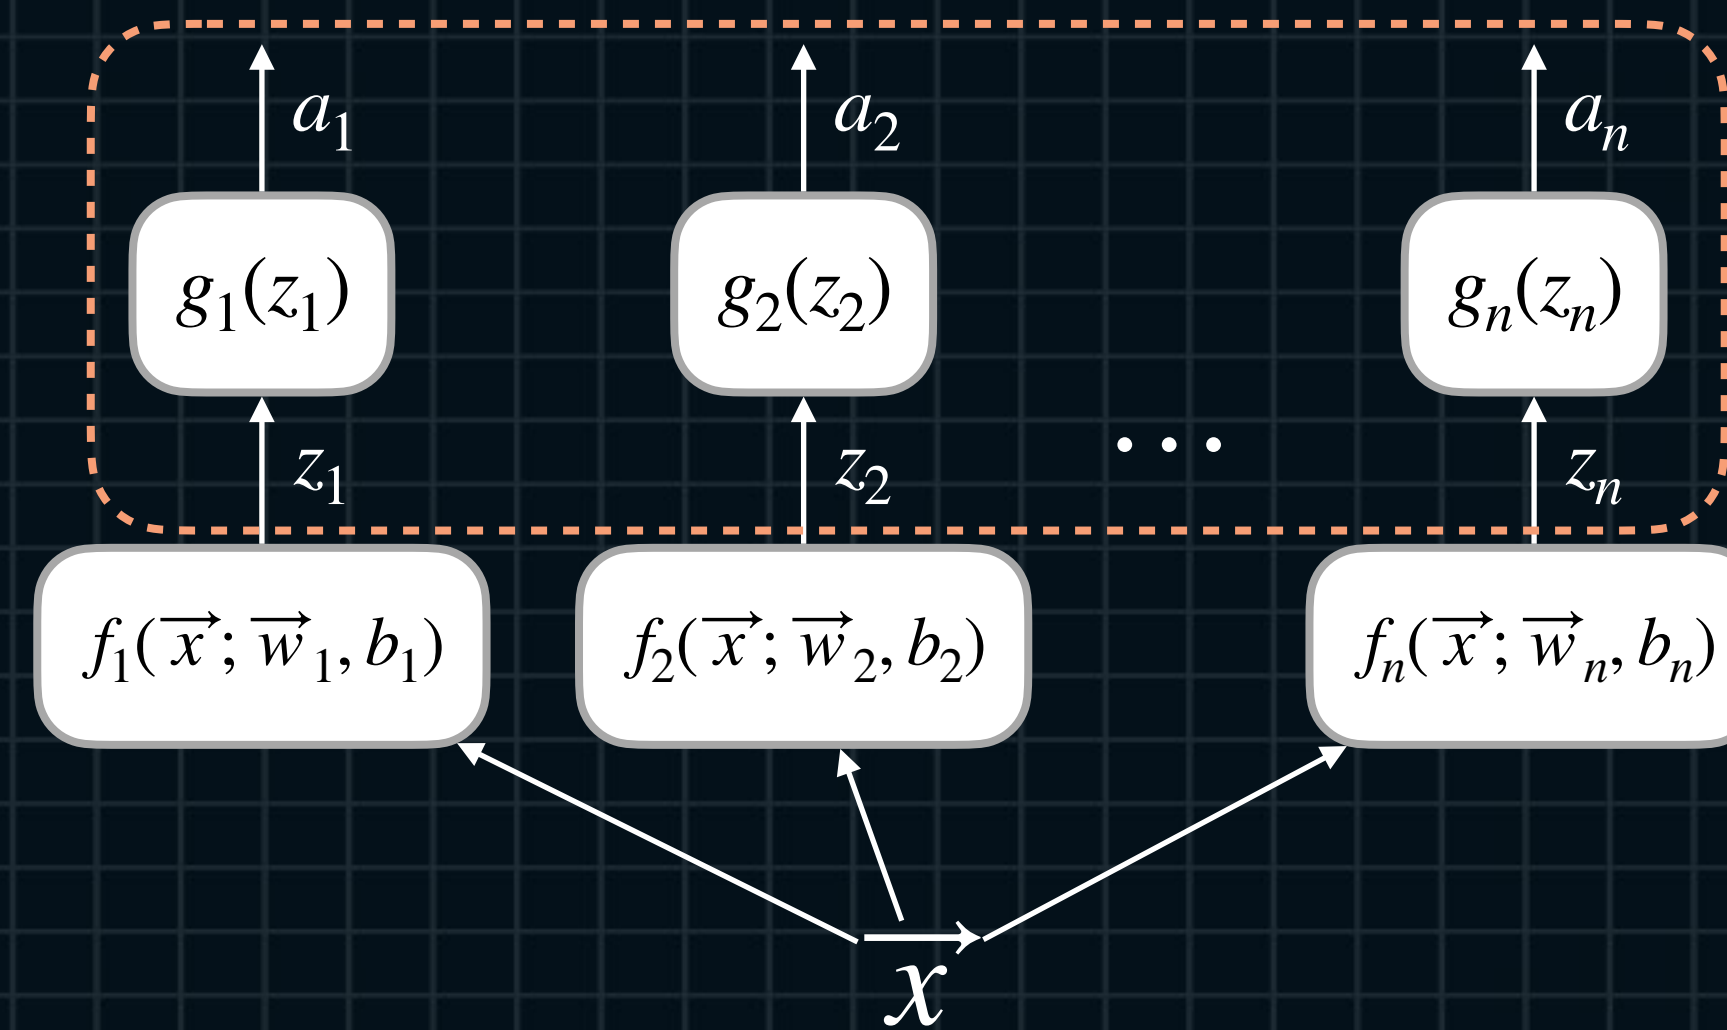 a₁ a₂ aₙ
g₁(z₁) g₂(z₂) gₙ(zₙ)
z₁ z₂ ··· zₙ
f₁(x⃗; w⃗₁, b₁) f₂(x⃗; w⃗₂, b₂) fₙ(x⃗; w⃗ₙ, bₙ)
x⃗